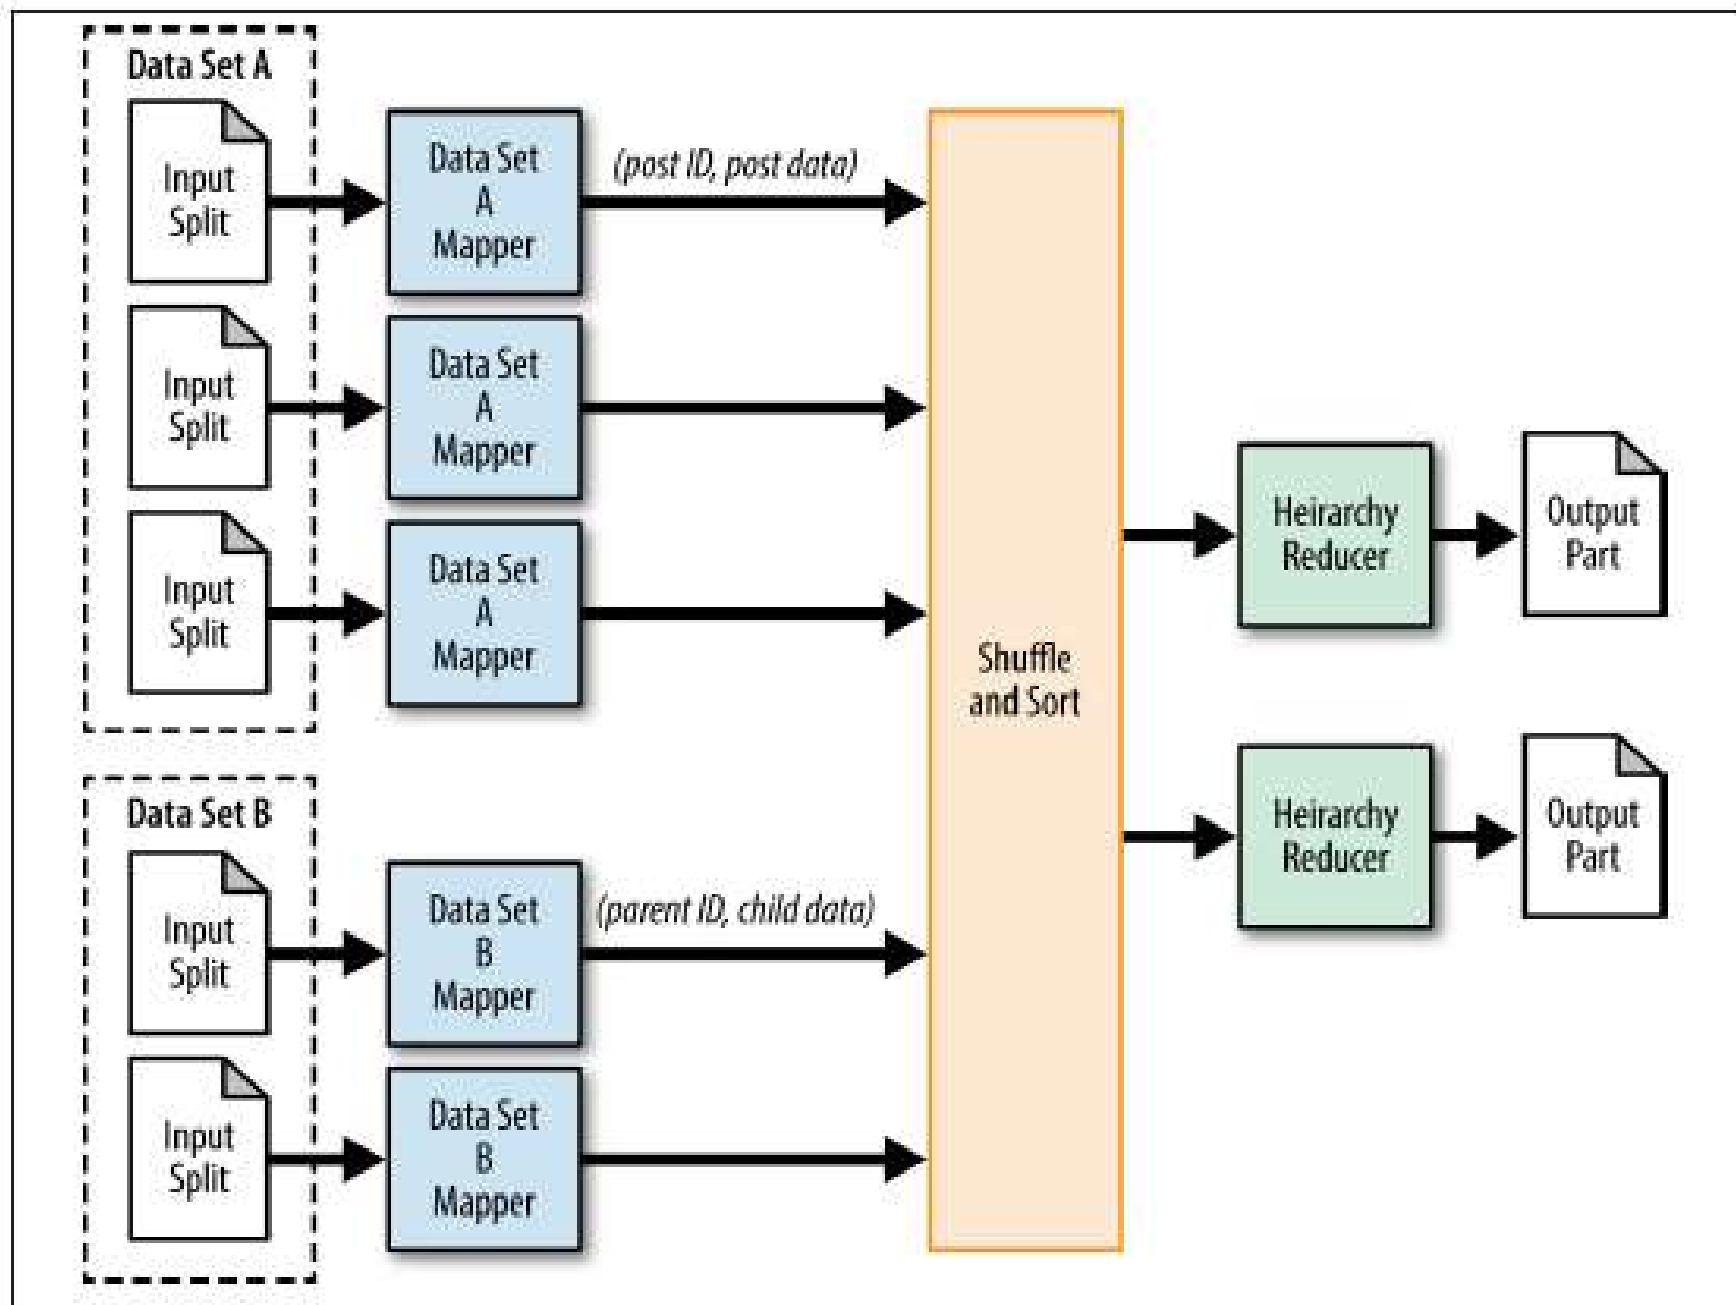 Data Set A
Input
Split
Data Set
A
Mapper
(post ID, post data)
Input
Split
Data Set
A
Mapper
Input
Split
Data Set
A
Mapper
Shuffle
and Sort
Heirarchy
Reducer
Output
Part
Heirarchy
Reducer
Output
Part
Data Set B
Input
Split
Data Set
B
Mapper
(parent ID, child data)
Input
Split
Data Set
B
Mapper